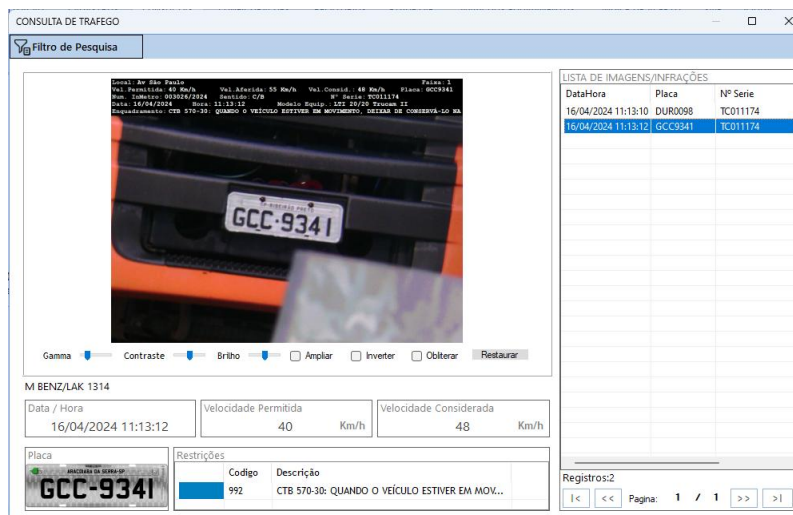 CONSULTA DE TRAFEGO
Filtro de Pesquisa
Local: Av São Paulo Faixa: 1
Vel.Permitida: 40 Km/h Vel.Aferida: 55 Km/h Vel.Consid.: 48 Km/h Placa: GCC9341
Num. InMetro: 003026/2024 Sentido: C/B Nº Serie: TC011174
Data: 16/04/2024 Hora: 11:13:12 Modelo Equip.: LTI 20/20 Trucam II
Enquadramento: CTB 570-30: QUANDO O VEÍCULO ESTIVER EM MOVIMENTO, DEIXAR DE CONSERVÁ-LO NA
GCC-9341
Gamma Contraste Brilho Ampliar Inverter Obliterar Restaurar
M BENZ/LAK 1314
Data / Hora Velocidade Permitida Velocidade Considerada
16/04/2024 11:13:12 40 Km/h 48 Km/h
Placa Restrições
ARACOIABA DA SERRA-SP
GCC-9341
Codigo Descrição
992 CTB 570-30: QUANDO O VEÍCULO ESTIVER EM MOV...
LISTA DE IMAGENS/INFRAÇÕES
DataHora Placa Nº Serie
16/04/2024 11:13:10 DUR0098 TC011174
16/04/2024 11:13:12 GCC9341 TC011174
Registros:2
|< << Pagina: 1 / 1 >> >|